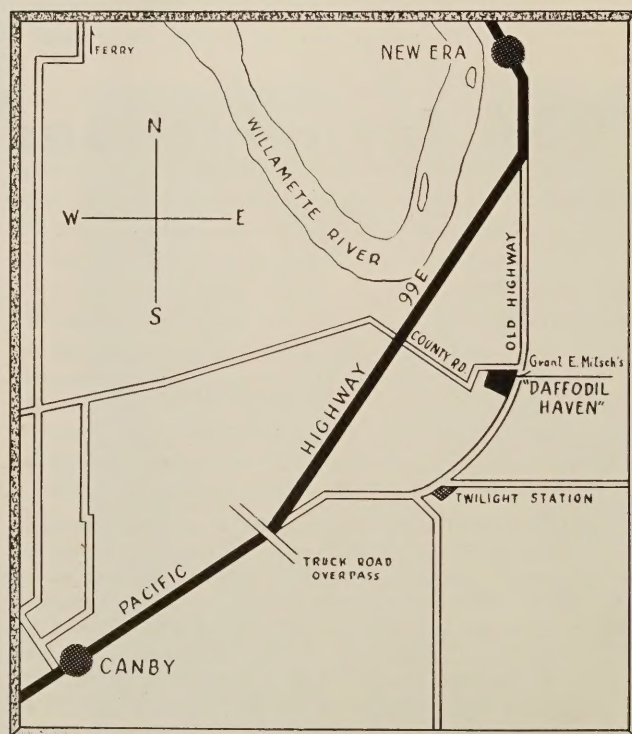 FERRY
NEW ERA
N
W E
S
WILLAMETTE RIVER
99E
OLD HIGHWAY
COUNTY RD.
Grant E. Mitsch's
"DAFFODIL
HAVEN"
HIGHWAY
TWILIGHT STATION
TRUCK ROAD
OVERPASS
PACIFIC
CANBY